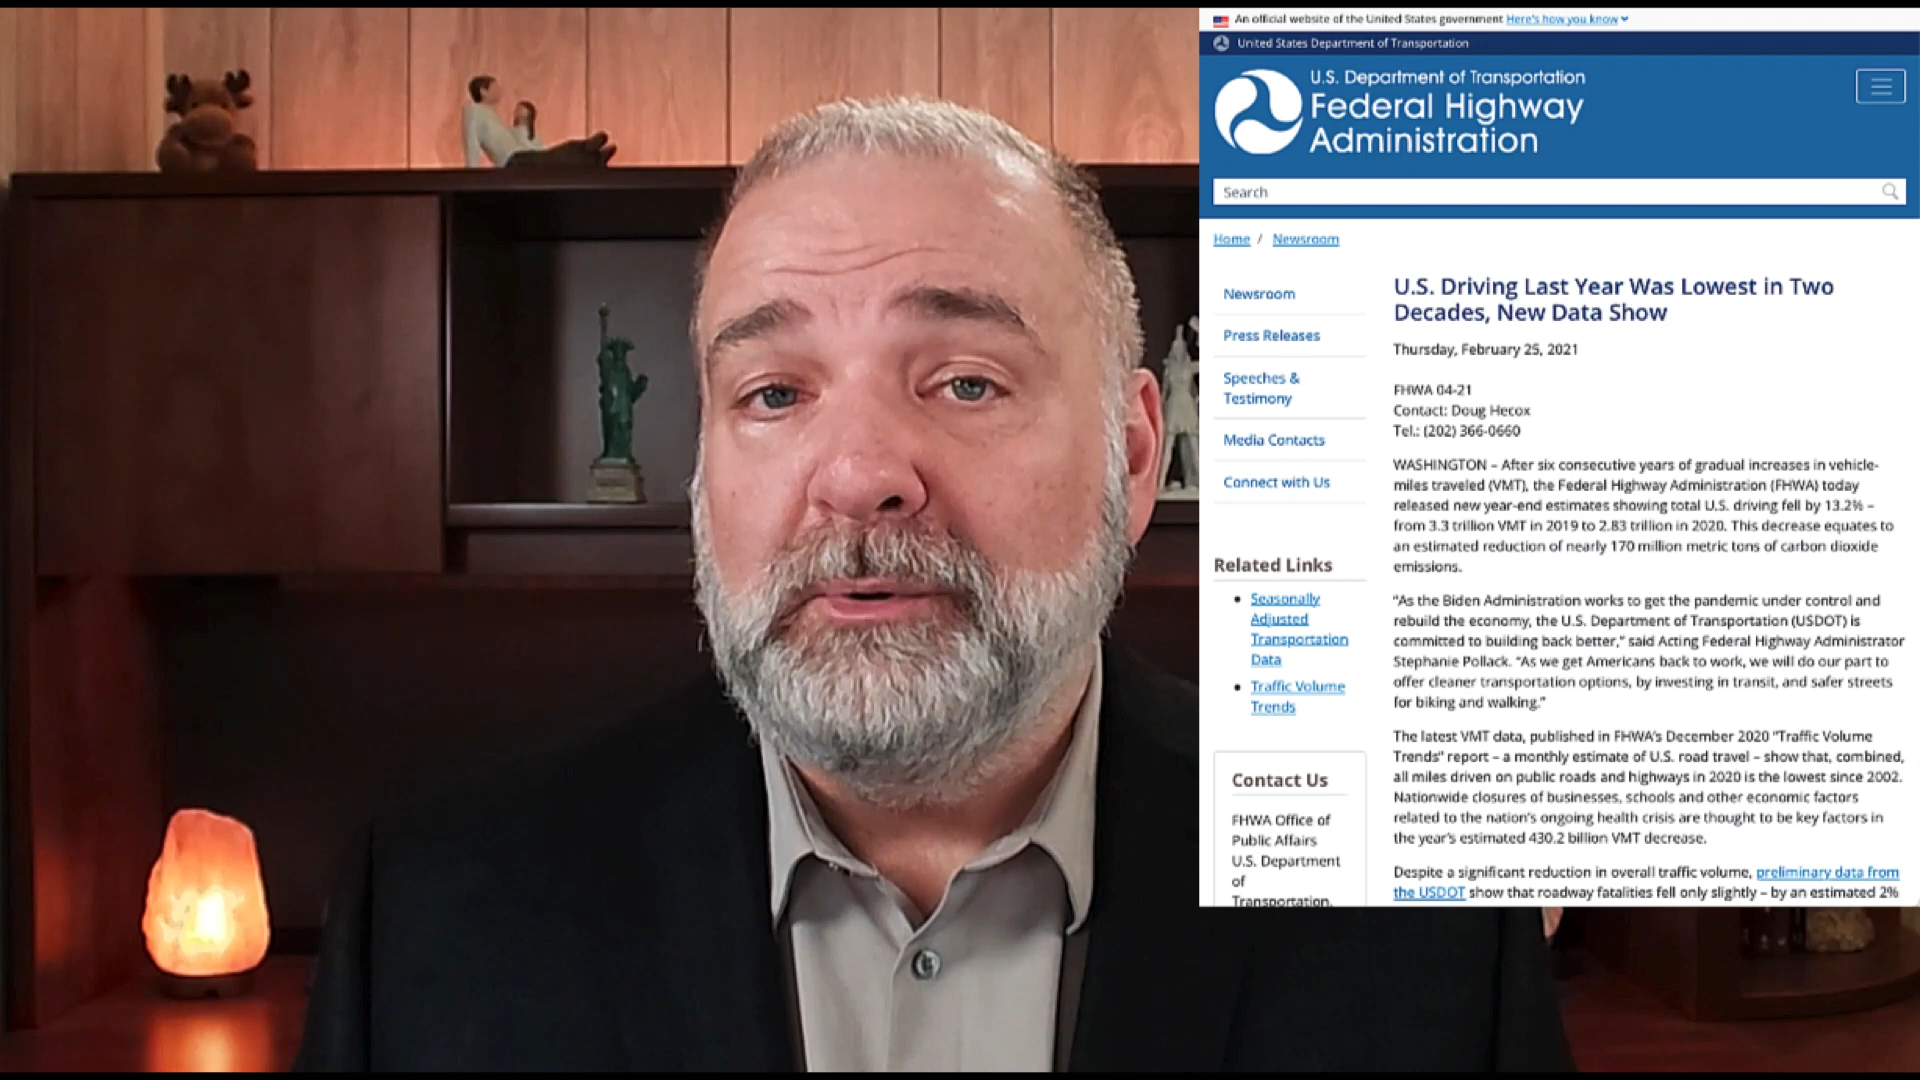 An official website of the United States government Here's how you know
United States Department of Transportation
U.S. Department of Transportation
Federal Highway
Administration
Search
Home / Newsroom
Newsroom
Press Releases
Speeches &
Testimony
Media Contacts
Connect with Us
Related Links
Seasonally
Adjusted
Transportation
Data
Traffic Volume
Trends
Contact Us
FHWA Office of
Public Affairs
U.S. Department
of
Transportation,
U.S. Driving Last Year Was Lowest in Two
Decades, New Data Show
Thursday, February 25, 2021
FHWA 04-21
Contact: Doug Hecox
Tel.: (202) 366-0660
WASHINGTON – After six consecutive years of gradual increases in vehicle-
miles traveled (VMT), the Federal Highway Administration (FHWA) today
released new year-end estimates showing total U.S. driving fell by 13.2% –
from 3.3 trillion VMT in 2019 to 2.83 trillion in 2020. This decrease equates to
an estimated reduction of nearly 170 million metric tons of carbon dioxide
emissions.
"As the Biden Administration works to get the pandemic under control and
rebuild the economy, the U.S. Department of Transportation (USDOT) is
committed to building back better," said Acting Federal Highway Administrator
Stephanie Pollack. "As we get Americans back to work, we will do our part to
offer cleaner transportation options, by investing in transit, and safer streets
for biking and walking."
The latest VMT data, published in FHWA's December 2020 "Traffic Volume
Trends" report – a monthly estimate of U.S. road travel – show that, combined,
all miles driven on public roads and highways in 2020 is the lowest since 2002.
Nationwide closures of businesses, schools and other economic factors
related to the nation's ongoing health crisis are thought to be key factors in
the year's estimated 430.2 billion VMT decrease.
Despite a significant reduction in overall traffic volume, preliminary data from
the USDOT show that roadway fatalities fell only slightly – by an estimated 2%